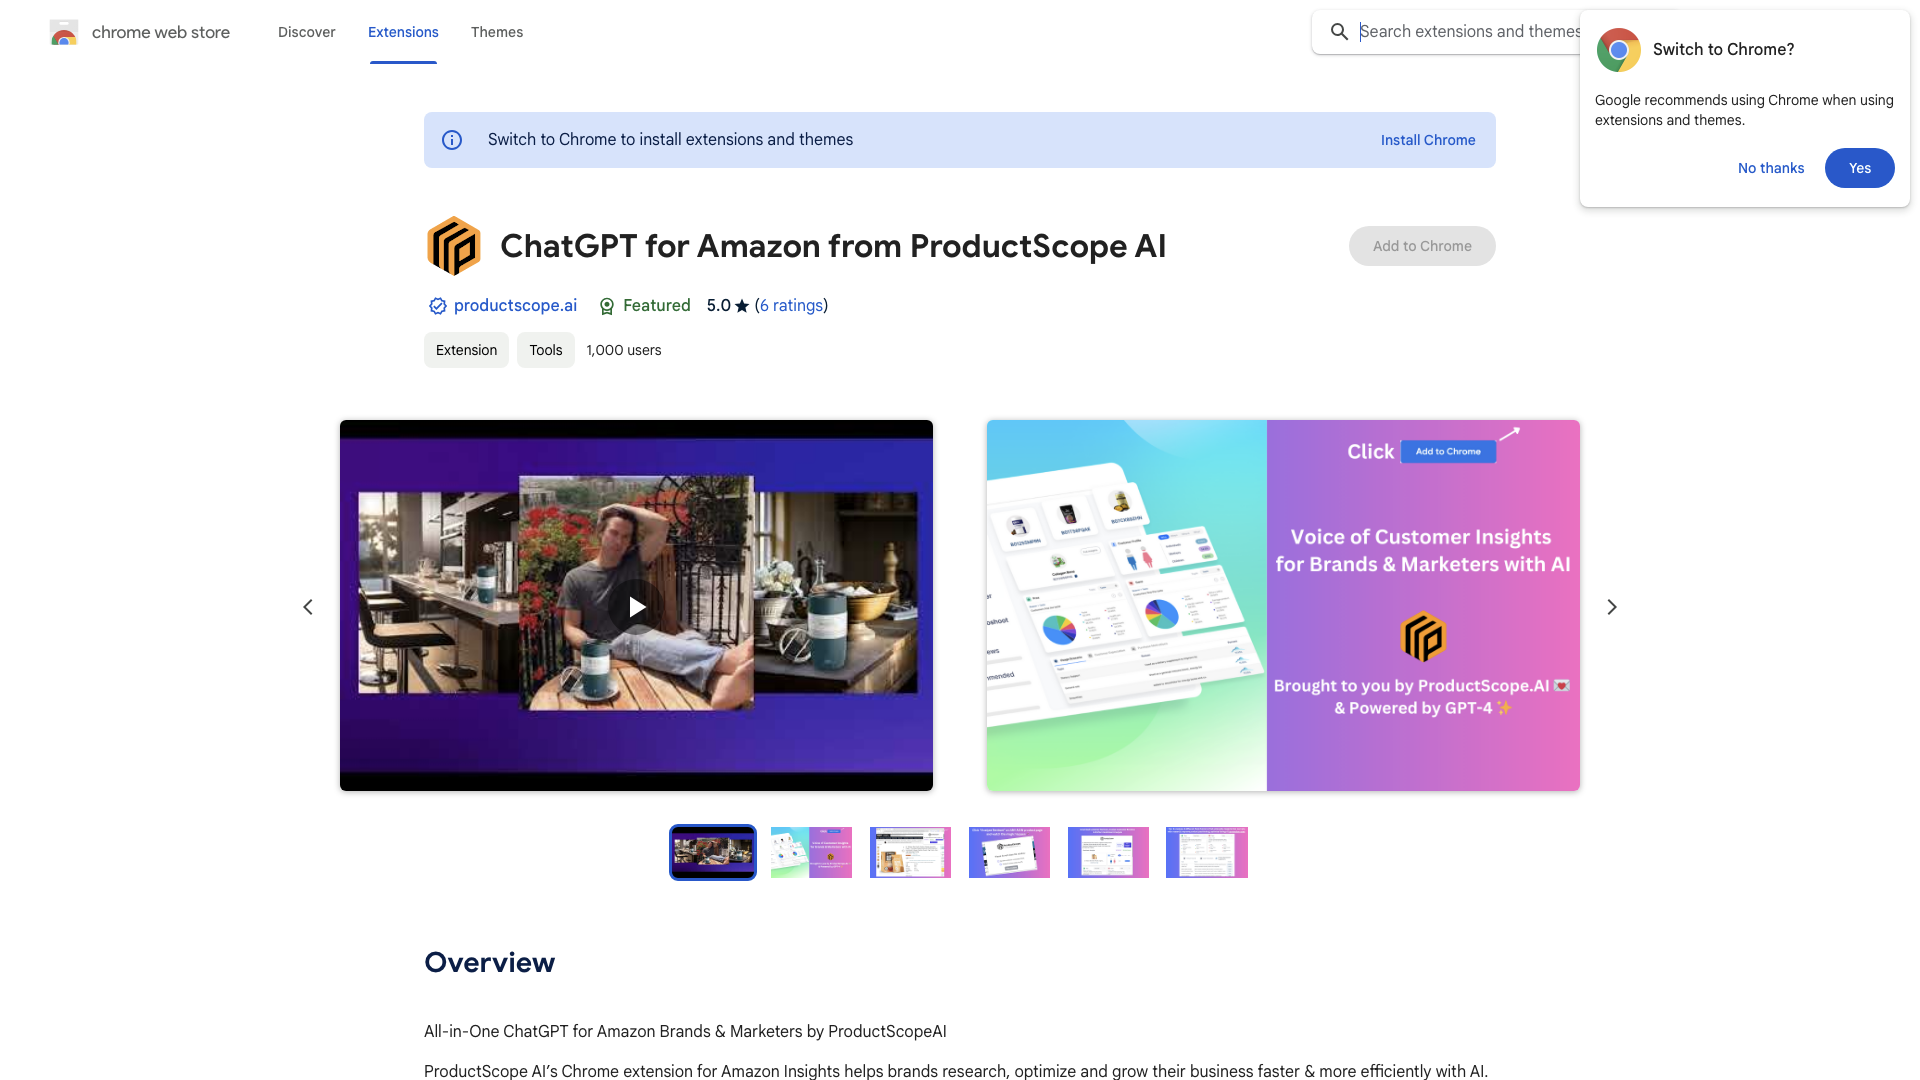 chrome web store
Discover
Extensions
Themes
Search extensions and themes
Switch to Chrome?
Google recommends using Chrome when using
extensions and themes.
No thanks
Yes
Switch to Chrome to install extensions and themes
Install Chrome
ChatGPT for Amazon from ProductScope AI
Add to Chrome
productscope.ai
Featured
5.0 ★ (6 ratings)
Extension
Tools
1,000 users
Click
Add to Chrome
Voice of Customer Insights
for Brands & Marketers with AI
Brought to you by ProductScope.AI 💌
& Powered by GPT-4 ✨
Overview
All-in-One ChatGPT for Amazon Brands & Marketers by ProductScopeAI
ProductScope AI’s Chrome extension for Amazon Insights helps brands research, optimize and grow their business faster & more efficiently with AI.